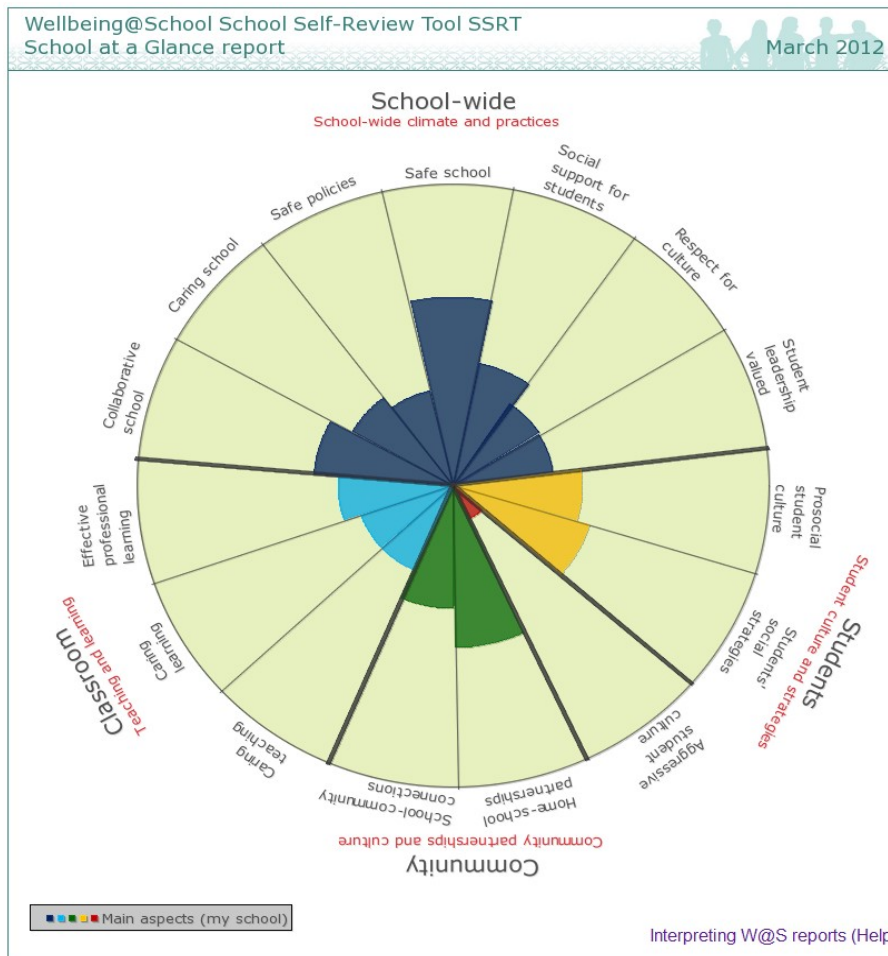 Wellbeing@School School Self-Review Tool SSRT
School at a Glance report
March 2012
School-wide
School-wide climate and practices
Safe school
Social
support for
students
Respect for
culture
Student
leadership
valued
Prosocial
student
culture
Students'
social
strategies
Students
Student culture and strategies
Aggressive
student
culture
Home-school
partnerships
School-community
connections
Community partnerships and culture
Community
Caring
teaching
Caring
learning
Effective
professional
learning
Classroom
Teaching and learning
Collaborative
school
Caring school
Safe policies
Main aspects (my school)
Interpreting W@S reports (Help